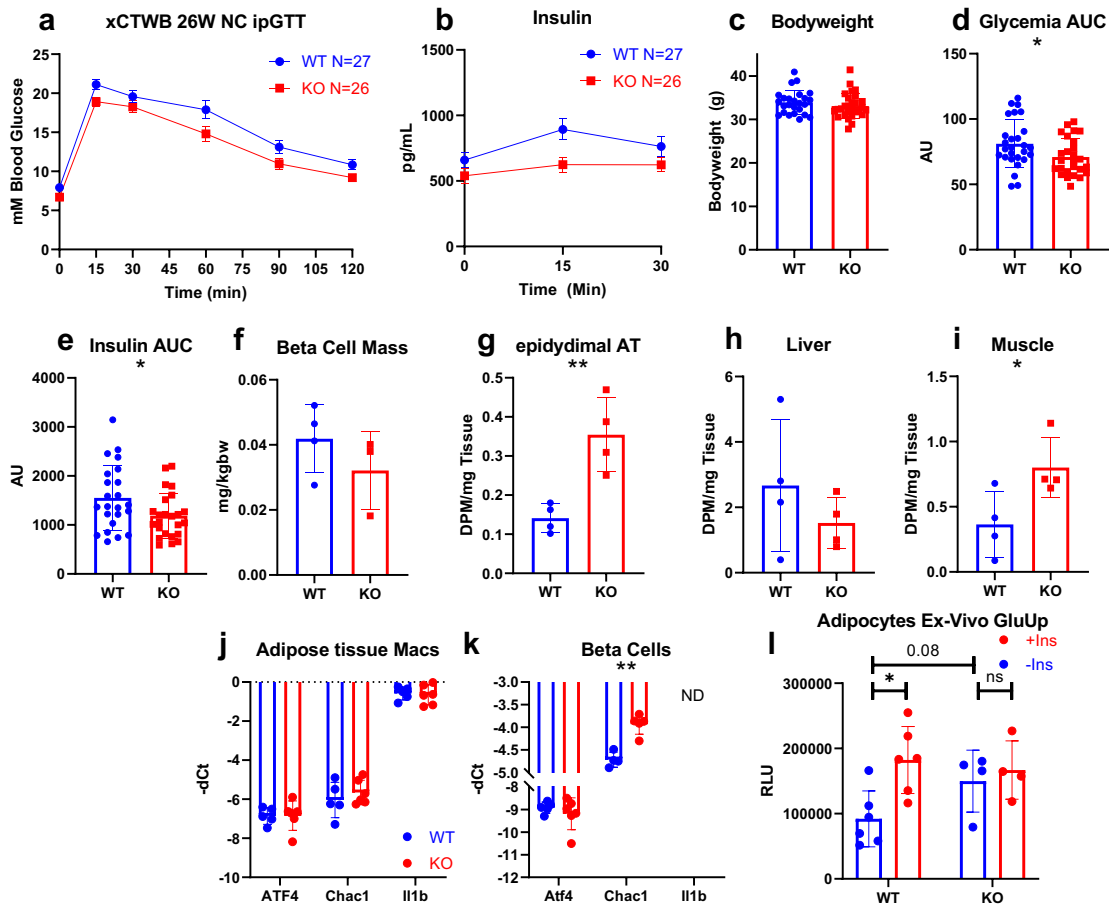 a
xCTWB 26W NC ipGTT
mM Blood Glucose
25
20
15
10
5
0
WT N=27
KO N=26
0 15 30 45 60 75 90 105 120
Time (min)
b
Insulin
pg/mL
1500
1000
500
0
WT N=27
KO N=26
0 15 30
Time (Min)
c
Bodyweight
Bodyweight (g)
50
40
30
20
10
0
WT KO
d
Glycemia AUC
*
AU
150
100
50
0
WT KO
e
Insulin AUC
*
AU
4000
3000
2000
1000
0
WT KO
f
Beta Cell Mass
mg/kgbw
0.06
0.04
0.02
0.00
WT KO
g
epidydimal AT
**
DPM/mg Tissue
0.5
0.4
0.3
0.2
0.1
0.0
WT KO
h
Liver
DPM/mg Tissue
6
4
2
0
WT KO
i
Muscle
*
DPM/mg Tissue
1.5
1.0
0.5
0.0
WT KO
j
Adipose tissue Macs
-dCt
0
-2
-4
-6
-8
-10
WT
KO
ATF4 Chac1 Il1b
k
Beta Cells
**
ND
-dCt
-3.0
-3.5
-4.0
-4.5
-5.0
-8
-9
-10
-11
-12
Atf4 Chac1 Il1b
l
Adipocytes Ex-Vivo GluUp
+Ins
-Ins
0.08
*
ns
RLU
300000
200000
100000
0
WT KO